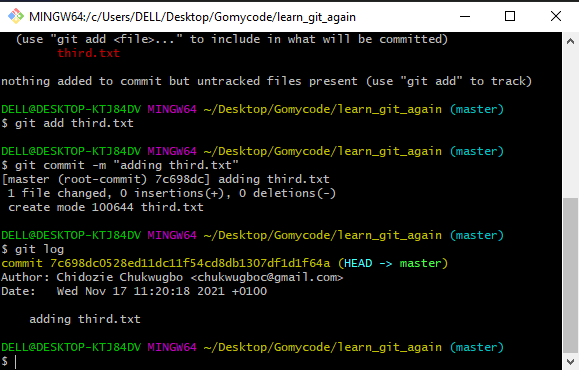 MINGW64:/c/Users/DELL/Desktop/Gomycode/learn_git_again
(use "git add <file>..." to include in what will be committed)
third.txt
nothing added to commit but untracked files present (use "git add" to track)
DELL@DESKTOP-KTJ84DV MINGW64 ~/Desktop/Gomycode/learn_git_again (master)
$ git add third.txt
DELL@DESKTOP-KTJ84DV MINGW64 ~/Desktop/Gomycode/learn_git_again (master)
$ git commit -m "adding third.txt"
[master (root-commit) 7c698dc] adding third.txt
1 file changed, 0 insertions(+), 0 deletions(-)
create mode 100644 third.txt
DELL@DESKTOP-KTJ84DV MINGW64 ~/Desktop/Gomycode/learn_git_again (master)
$ git log
commit 7c698dc0528ed11dc11f54cd8db1307df1d1f64a (HEAD -> master)
Author: Chidozie Chukwugbo <chukwugboc@gmail.com>
Date:   Wed Nov 17 11:20:18 2021 +0100
adding third.txt
DELL@DESKTOP-KTJ84DV MINGW64 ~/Desktop/Gomycode/learn_git_again (master)
$